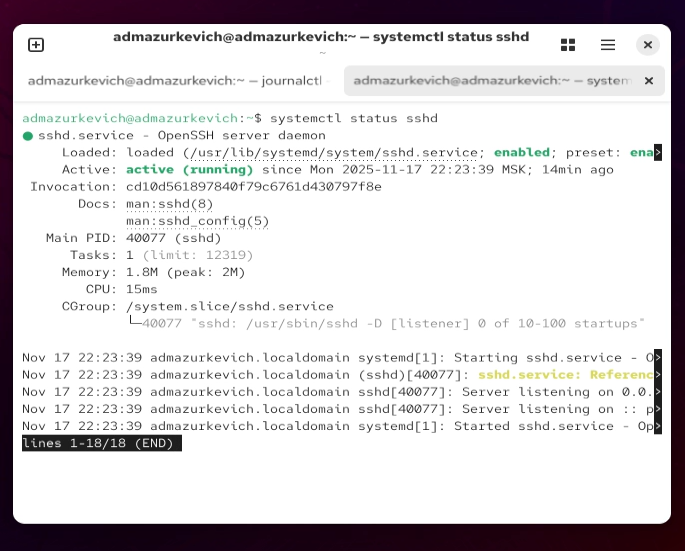 admazurkevich@admazurkevich:~ — systemctl status sshd
~
admazurkevich@admazurkevich:~ — journalctl
admazurkevich@admazurkevich:~ — system
admazurkevich@admazurkevich:~$ systemctl status sshd
● sshd.service - OpenSSH server daemon
Loaded: loaded (/usr/lib/systemd/system/sshd.service; enabled; preset: ena>
Active: active (running) since Mon 2025-11-17 22:23:39 MSK; 14min ago
Invocation: cd10d561897840f79c6761d430797f8e
Docs: man:sshd(8)
man:sshd_config(5)
Main PID: 40077 (sshd)
Tasks: 1 (limit: 12319)
Memory: 1.8M (peak: 2M)
CPU: 15ms
CGroup: /system.slice/sshd.service
└─40077 "sshd: /usr/sbin/sshd -D [listener] 0 of 10-100 startups"
Nov 17 22:23:39 admazurkevich.localdomain systemd[1]: Starting sshd.service - O>
Nov 17 22:23:39 admazurkevich.localdomain (sshd)[40077]: sshd.service: Referenc>
Nov 17 22:23:39 admazurkevich.localdomain sshd[40077]: Server listening on 0.0.>
Nov 17 22:23:39 admazurkevich.localdomain sshd[40077]: Server listening on :: p>
Nov 17 22:23:39 admazurkevich.localdomain systemd[1]: Started sshd.service - Op>
lines 1-18/18 (END)